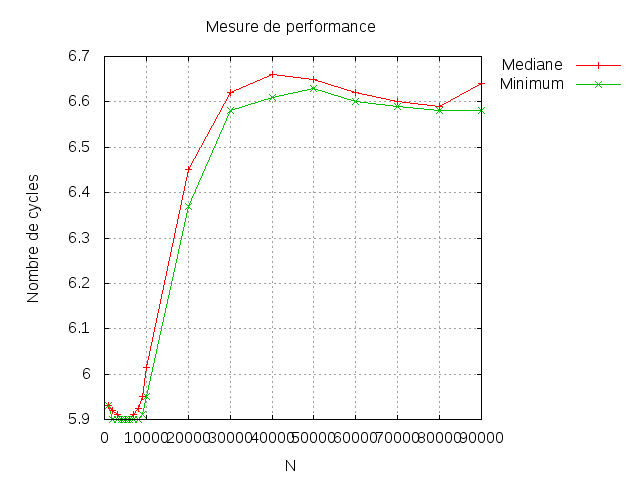 Mesure de performance
Mediane
Minimum
Nombre de cycles
6.7
6.6
6.5
6.4
6.3
6.2
6.1
6
5.9
0 10000 20000 30000 40000 50000 60000 70000 80000 90000
N